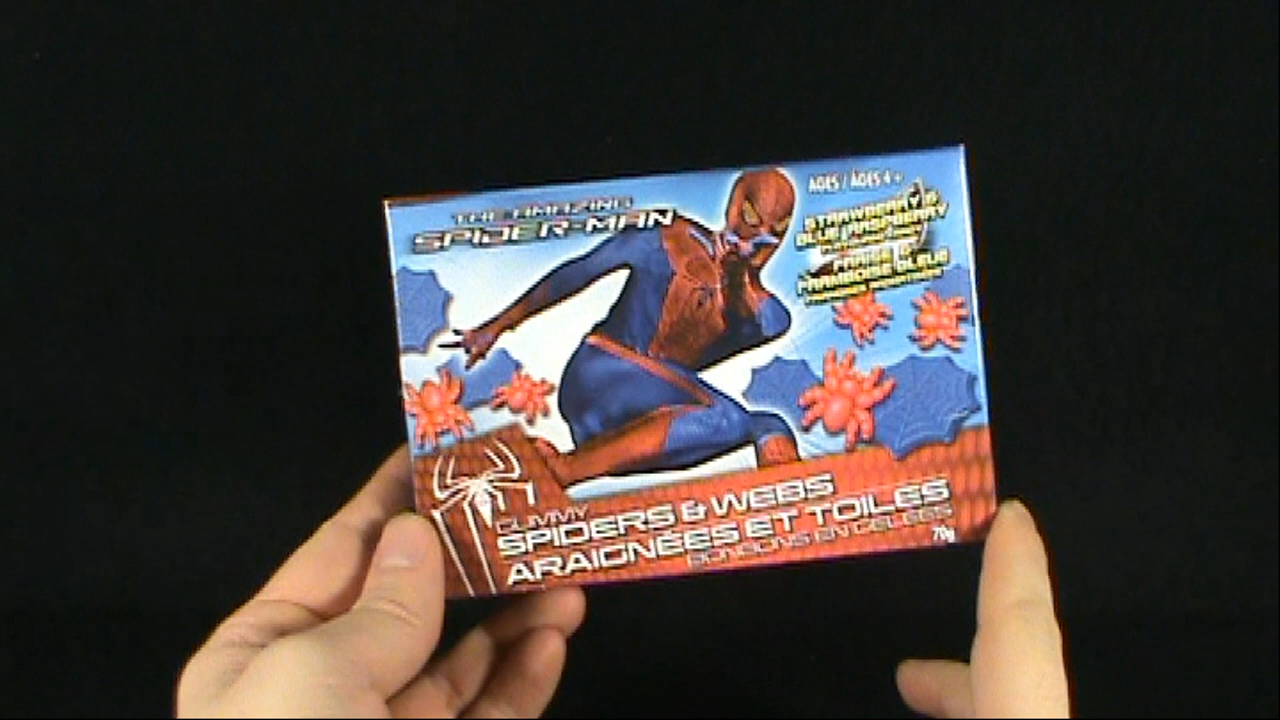 THE AMAZING
SPIDER-MAN
AGES / ÂGES 4+
STRAWBERRY &
BLUE RASPBERRY
FRAISE &
FRAMBOISE BLEUE
GUMMY
SPIDERS & WEBS
ARAIGNÉES ET TOILES
BONBONS EN GELÉES
70g